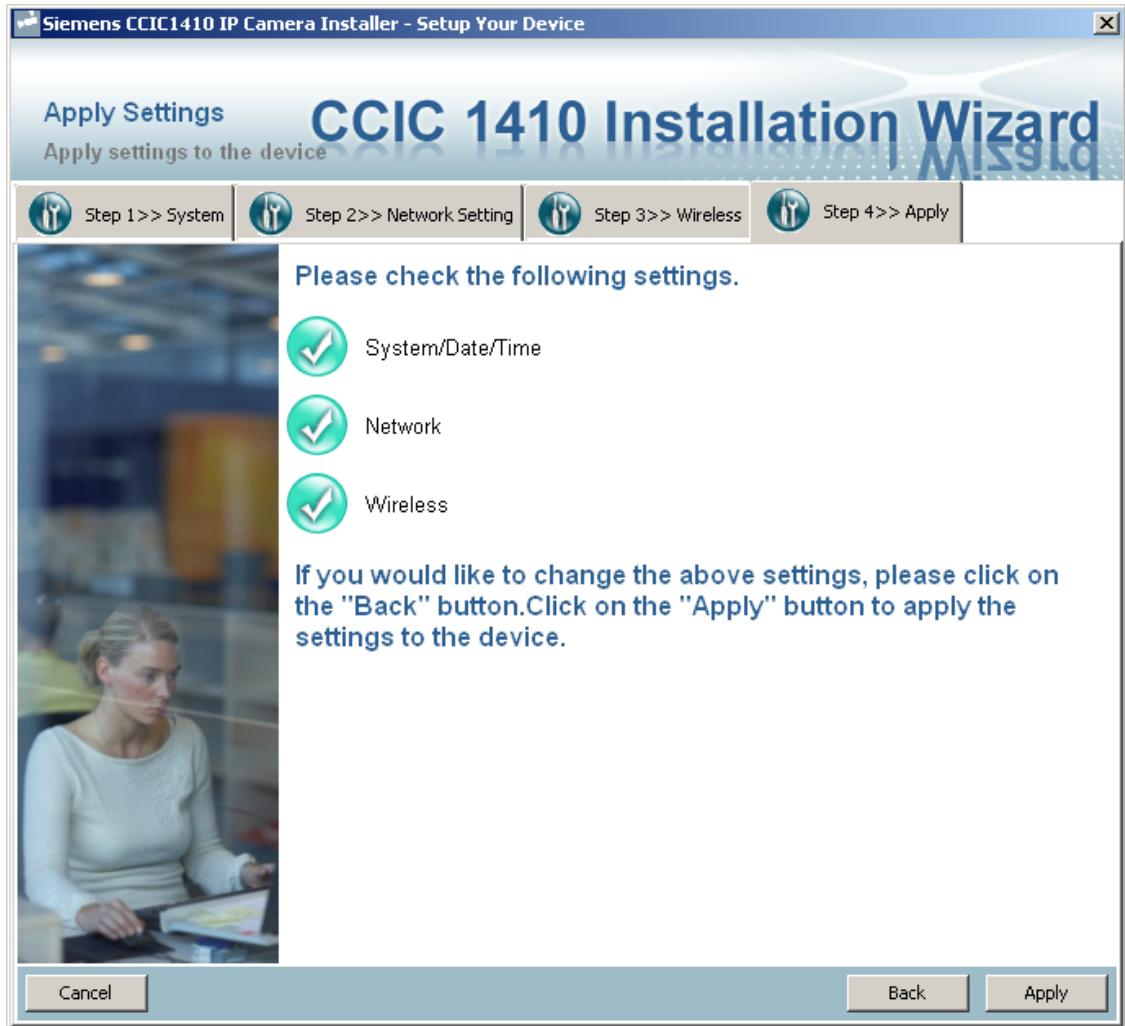 Siemens CCIC1410 IP Camera Installer - Setup Your Device
Apply Settings
CCIC 1410 Installation Wizard
Apply settings to the device
Step 1>> System
Step 2>> Network Setting
Step 3>> Wireless
Step 4>> Apply
Please check the following settings.
System/Date/Time
Network
Wireless
If you would like to change the above settings, please click on
the "Back" button.Click on the "Apply" button to apply the
settings to the device.
Cancel
Back
Apply